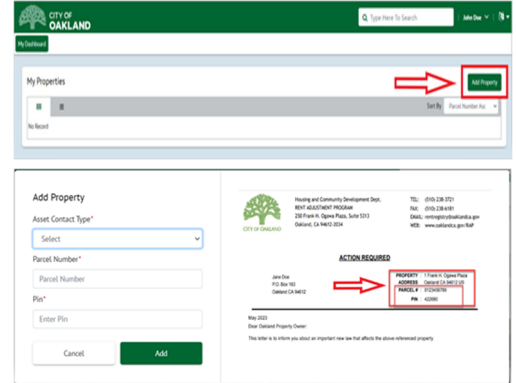 CITY OF
OAKLAND
Type Here To Search
John Doe
My Dashboard
My Properties
Add Property
Sort By
Parcel Number Asc
No Record
Add Property
Asset Contact Type*
Select
Parcel Number*
Parcel Number
Pin*
Enter Pin
Cancel
Add
CITY OF OAKLAND
Housing and Community Development Dept.
RENT ADJUSTMENT PROGRAM
250 Frank H. Ogawa Plaza, Suite 5313
Oakland, CA 94612-2034
TEL: (510) 238-3721
FAX: (510) 238-6181
EMAIL: rentregistry@oaklandca.gov
WEB: www.oaklandca.gov/RAP
ACTION REQUIRED
Jane Doe
P.O. Box 163
Oakland CA 94612
PROPERTY : 1 Frank H. Ogawa Plaza
ADDRESS Oakland CA 94612 US
PARCEL # : 0123456789
PIN :
May 2023
Dear Oakland Property Owner:
This letter is to inform you about an important new law that affects the above-referenced property.